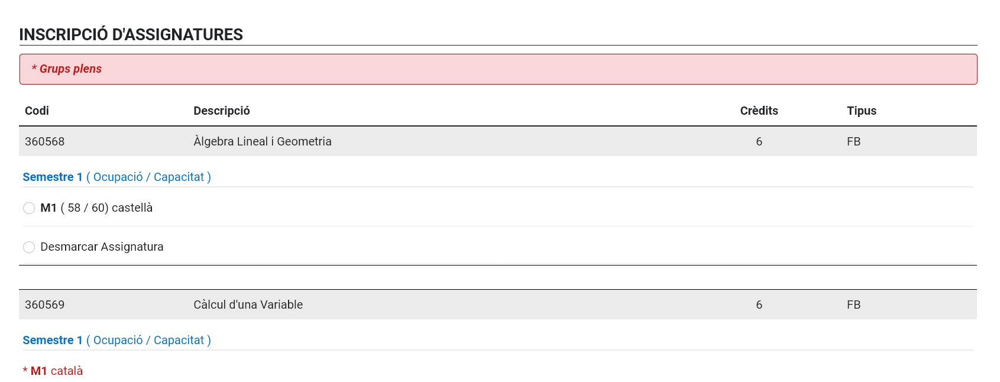 INSCRIPCIÓ D'ASSIGNATURES
* Grups plens
Codi Descripció Crèdits Tipus
360568 Àlgebra Lineal i Geometria 6 FB
Semestre 1 ( Ocupació / Capacitat )
M1 ( 58 / 60) castellà
Desmarcar Assignatura
360569 Càlcul d'una Variable 6 FB
Semestre 1 ( Ocupació / Capacitat )
* M1 català